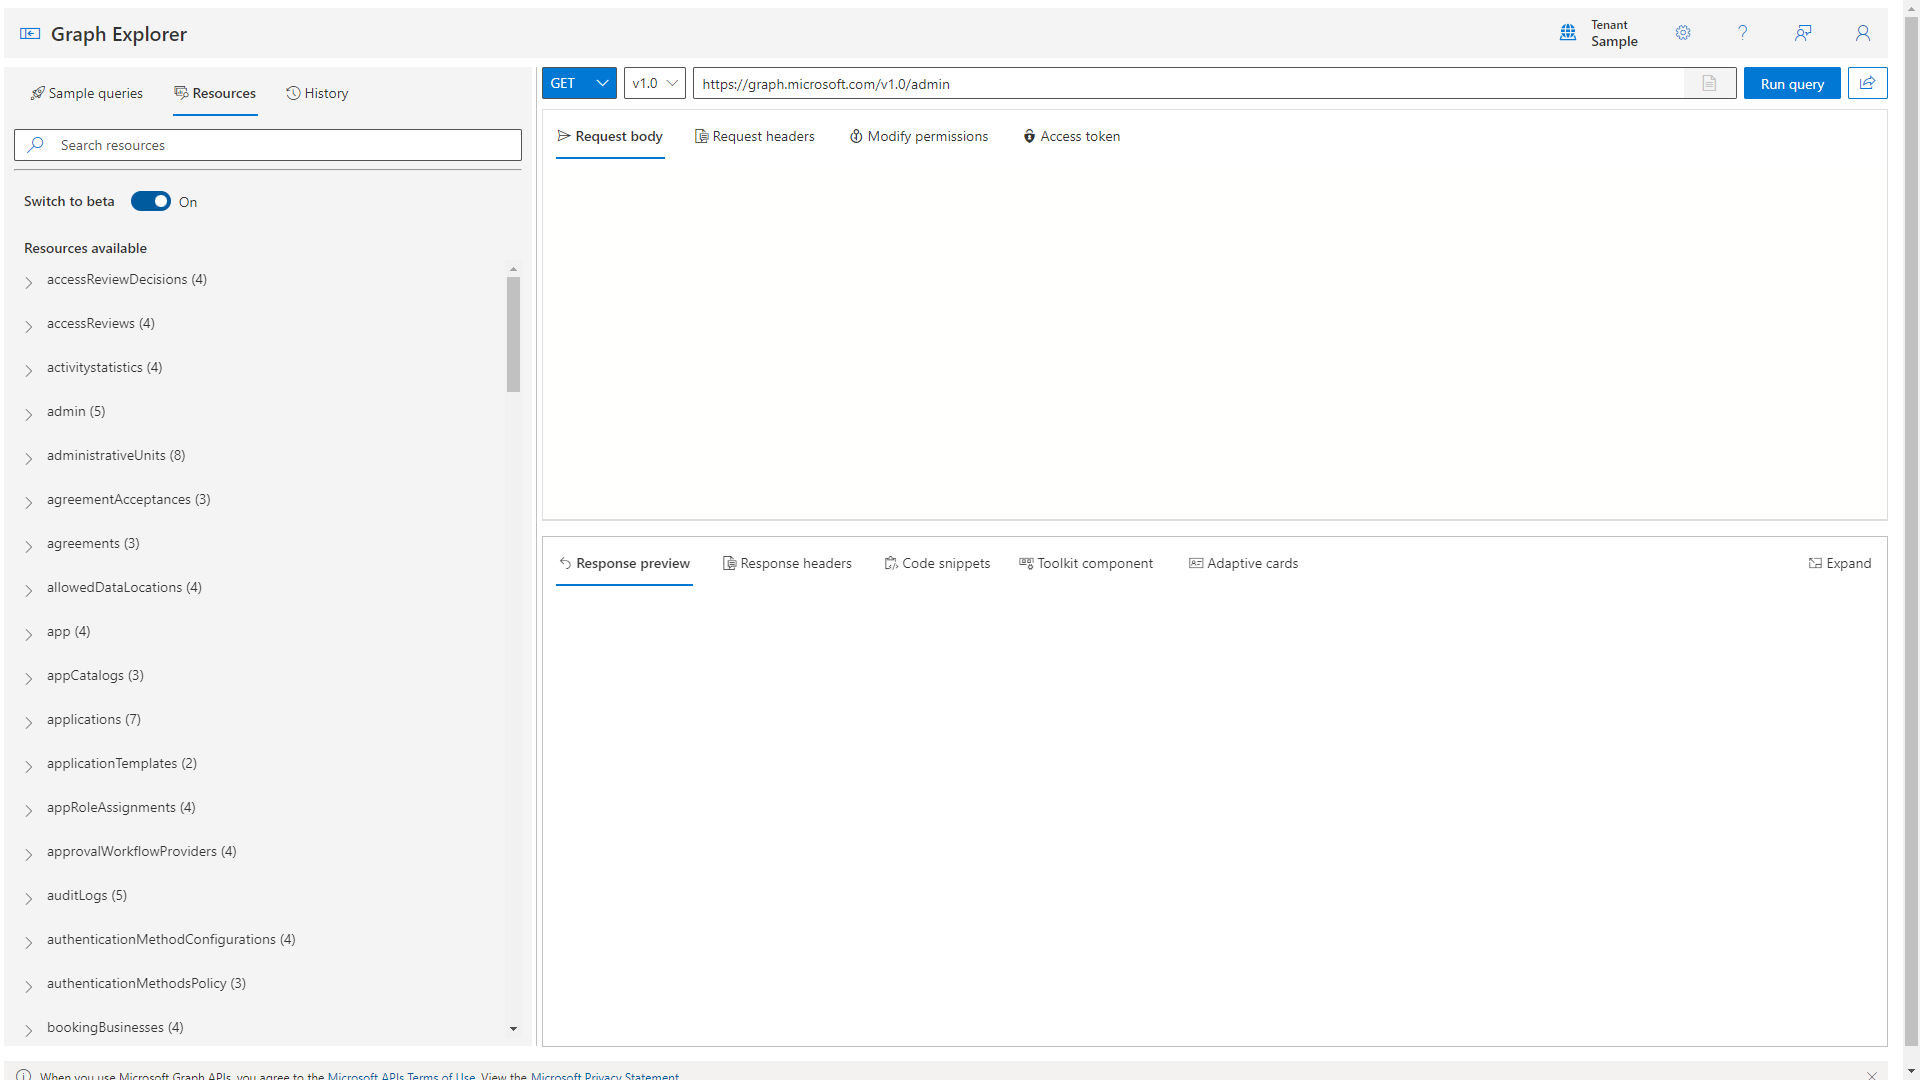 Graph Explorer
Tenant
Sample
Sample queries
Resources
History
Search resources
Switch to beta
On
Resources available
accessReviewDecisions (4)
accessReviews (4)
activitystatistics (4)
admin (5)
administrativeUnits (8)
agreementAcceptances (3)
agreements (3)
allowedDataLocations (4)
app (4)
appCatalogs (3)
applications (7)
applicationTemplates (2)
appRoleAssignments (4)
approvalWorkflowProviders (4)
auditLogs (5)
authenticationMethodConfigurations (4)
authenticationMethodsPolicy (3)
bookingBusinesses (4)
GET
v1.0
https://graph.microsoft.com/v1.0/admin
Run query
Request body
Request headers
Modify permissions
Access token
Response preview
Response headers
Code snippets
Toolkit component
Adaptive cards
Expand
When you use Microsoft Graph APIs, you agree to the Microsoft APIs Terms of Use. View the Microsoft Privacy Statement